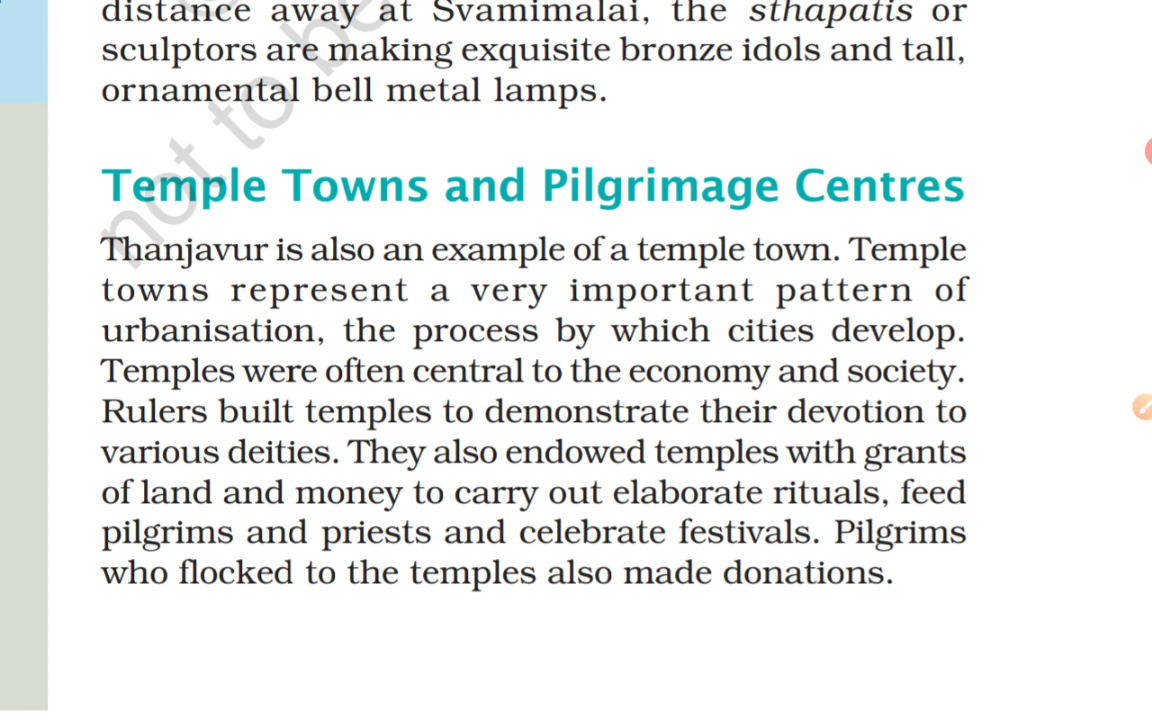 distance away at Svamimalai, the sthapatis or
sculptors are making exquisite bronze idols and tall,
ornamental bell metal lamps.
not to be
Temple Towns and Pilgrimage Centres
Thanjavur is also an example of a temple town. Temple
towns represent a very important pattern of
urbanisation, the process by which cities develop.
Temples were often central to the economy and society.
Rulers built temples to demonstrate their devotion to
various deities. They also endowed temples with grants
of land and money to carry out elaborate rituals, feed
pilgrims and priests and celebrate festivals. Pilgrims
who flocked to the temples also made donations.